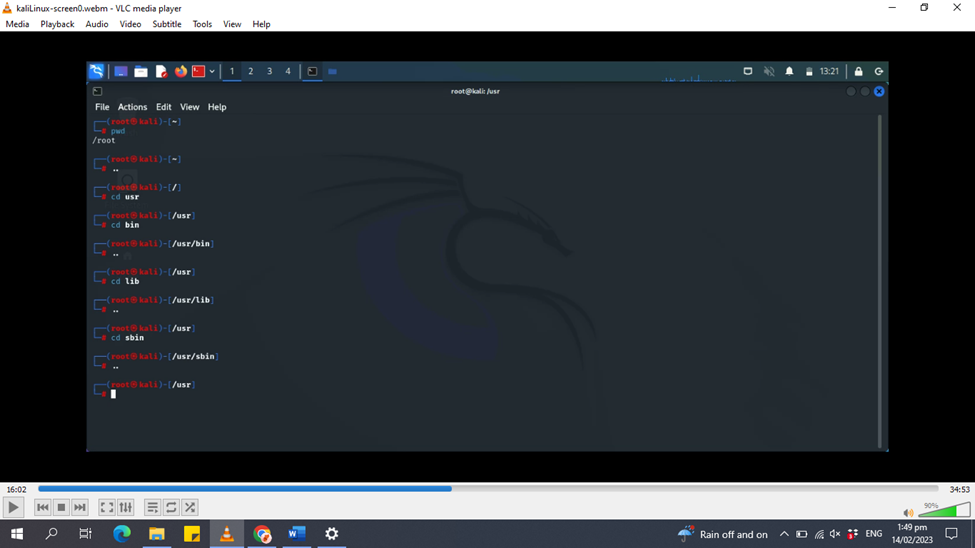 kaliLinux-screen0.webm - VLC media player
Media Playback Audio Video Subtitle Tools View Help
1 2 3 4 13:21
root@kali: /usr
File Actions Edit View Help
┌──(root㉿kali)-[~]
└─# pwd
/root
┌──(root㉿kali)-[~]
└─# ..
┌──(root㉿kali)-[/]
└─# cd usr
┌──(root㉿kali)-[/usr]
└─# cd bin
┌──(root㉿kali)-[/usr/bin]
└─# ..
┌──(root㉿kali)-[/usr]
└─# cd lib
┌──(root㉿kali)-[/usr/lib]
└─# ..
┌──(root㉿kali)-[/usr]
└─# cd sbin
┌──(root㉿kali)-[/usr/sbin]
└─# ..
┌──(root㉿kali)-[/usr]
└─#
16:02 34:53
90%
Rain off and on ENG 1:49 pm
14/02/2023